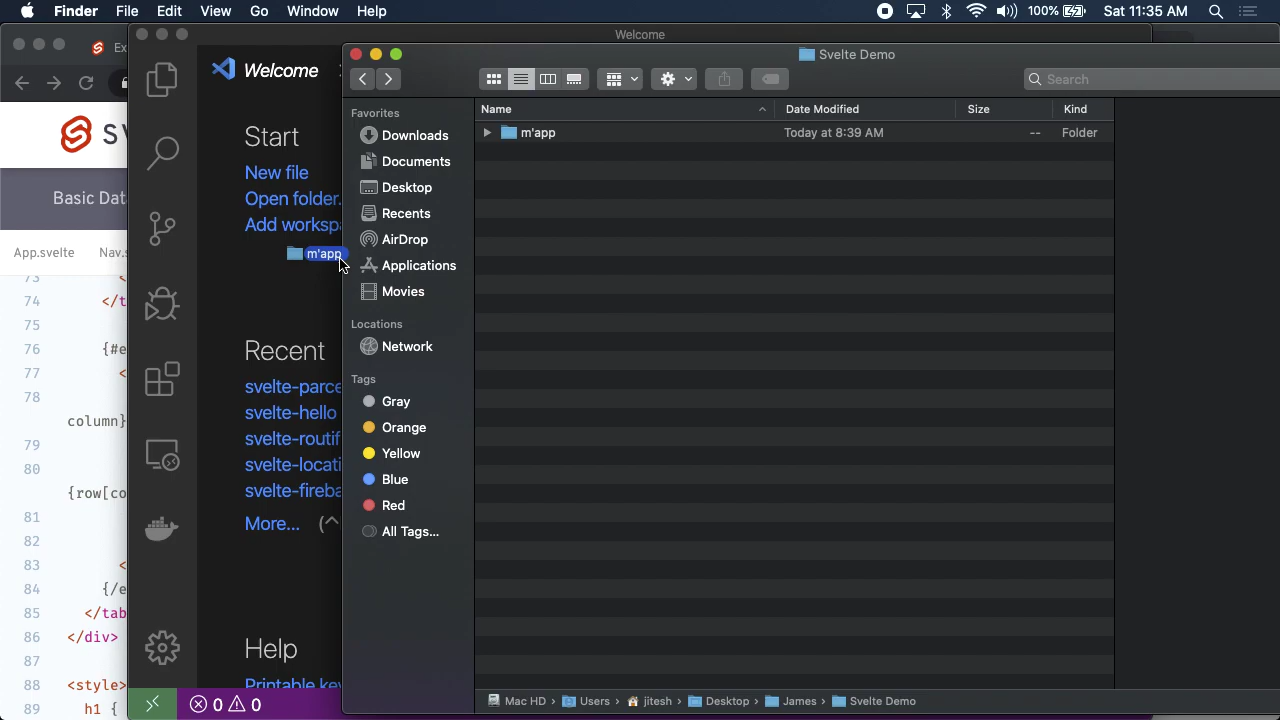 Finder File Edit View Go Window Help 100% Sat 11:35 AM
Ex
Welcome
Svelte Demo
Welcome
Search
Basic Dat
App.svelte Nav.s
73 <
74 </t
75
76 {#e
77 <
78
column}
79
80
{row[co
81
82
83 <
84 {/e
85 </tab
86 </div>
87
88 <style>
89 h1 {
Start
New file
Open folder.
Add workspa
m'app
Recent
svelte-parce
svelte-hello
svelte-routif
svelte-locati
svelte-fireba
More... (^
Help
Printable key
0 0
Favorites
Downloads
Documents
Desktop
Recents
AirDrop
Applications
Movies
Locations
Network
Tags
Gray
Orange
Yellow
Blue
Red
All Tags...
Name Date Modified Size Kind
m'app Today at 8:39 AM -- Folder
Mac HD › Users › jitesh › Desktop › James › Svelte Demo